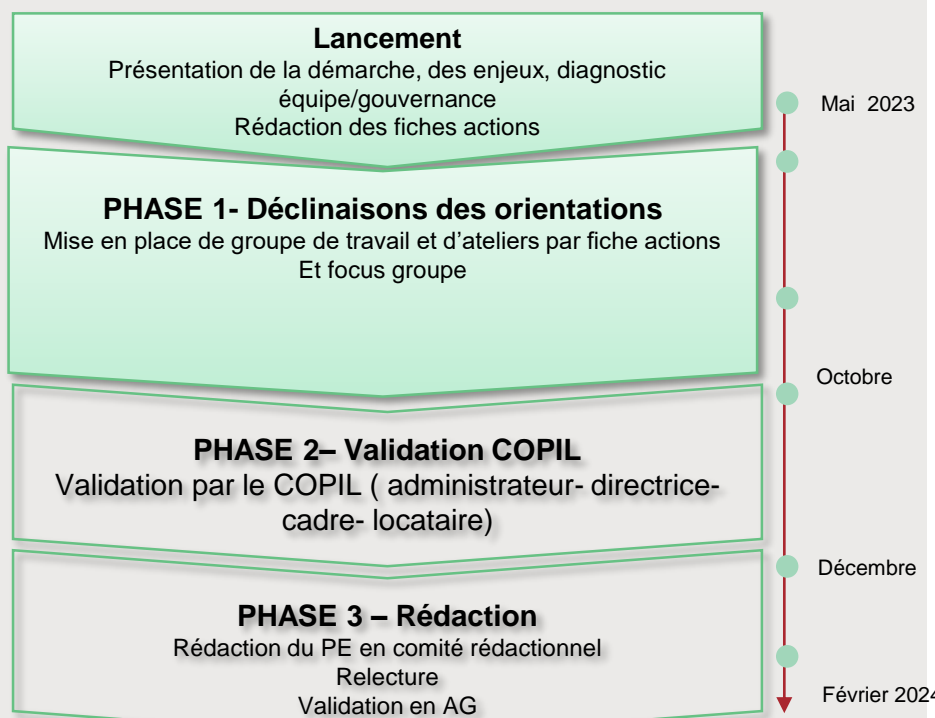 Lancement
Présentation de la démarche, des enjeux, diagnostic
équipe/gouvernance
Rédaction des fiches actions
Mai 2023
PHASE 1- Déclinaisons des orientations
Mise en place de groupe de travail et d'ateliers par fiche actions
Et focus groupe
Octobre
PHASE 2– Validation COPIL
Validation par le COPIL ( administrateur- directrice-
cadre- locataire)
Décembre
PHASE 3 – Rédaction
Rédaction du PE en comité rédactionnel
Relecture
Validation en AG
Février 2024